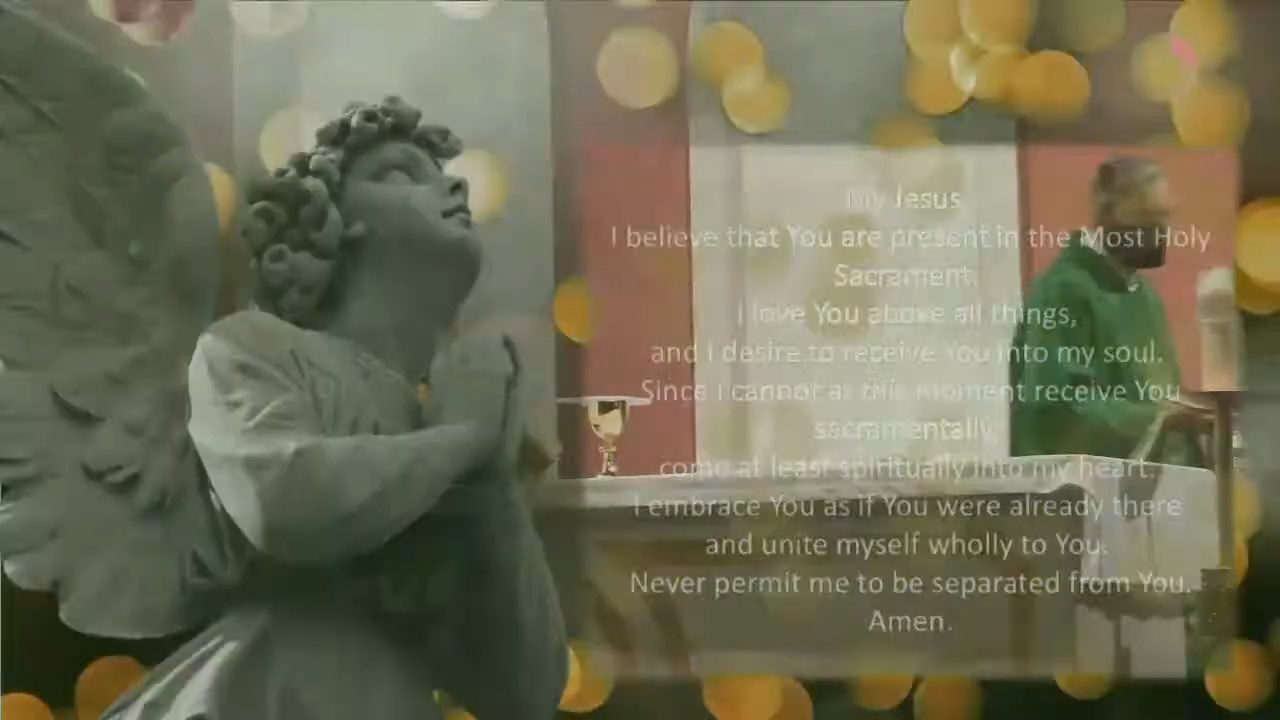 My Jesus
I believe that You are present in the Most Holy
Sacrament.
I love You above all things,
and I desire to receive You into my soul.
Since I cannot at this moment receive You
sacramentally,
come at least spiritually into my heart.
I embrace You as if You were already there
and unite myself wholly to You.
Never permit me to be separated from You.
Amen.